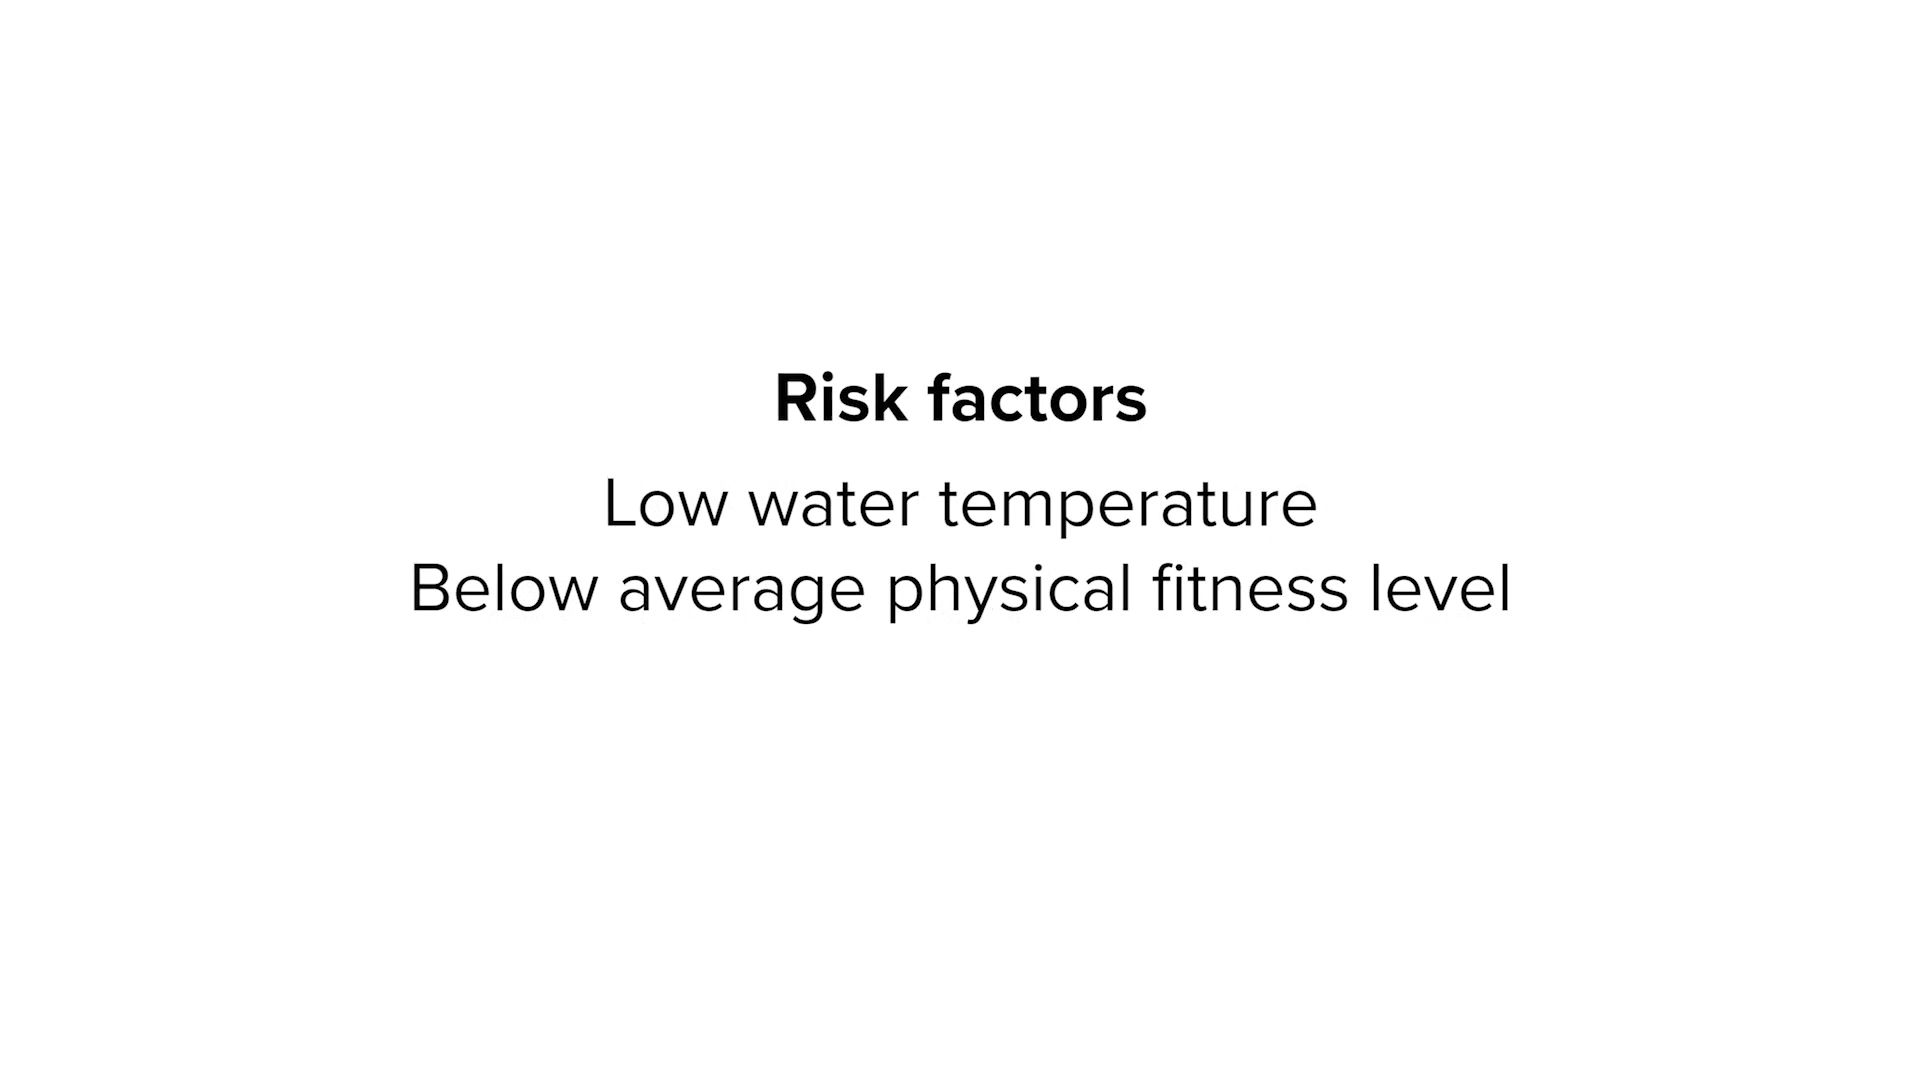 Risk factors
Low water temperature
Below average physical fitness level